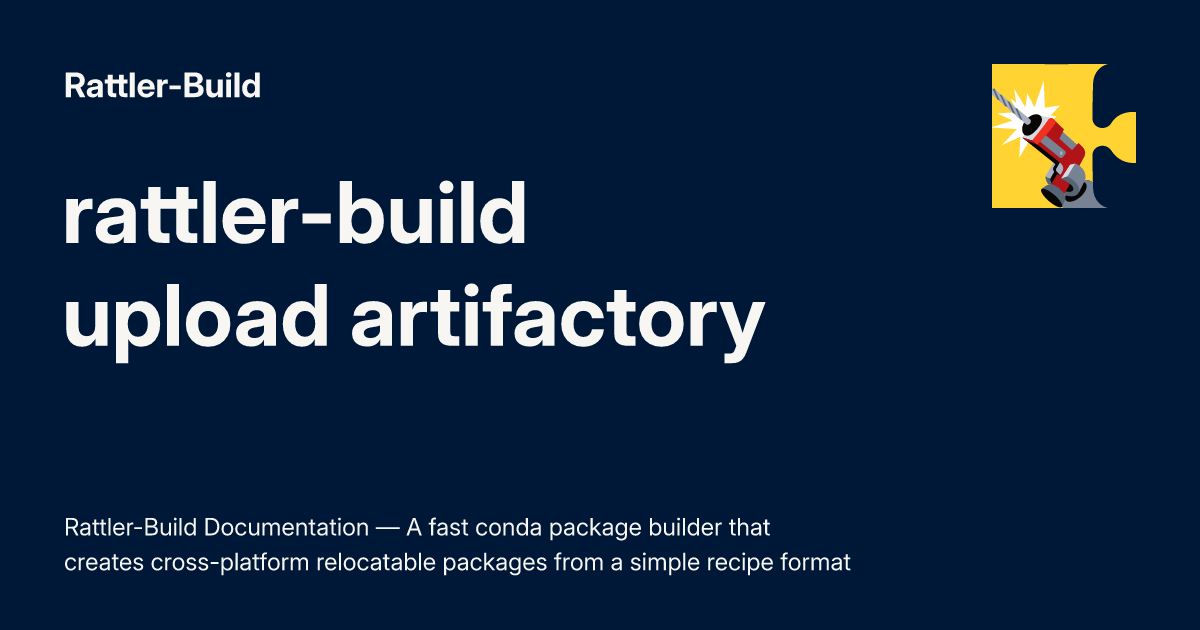 Rattler-Build
rattler-build
upload artifactory
Rattler-Build Documentation — A fast conda package builder that
creates cross-platform relocatable packages from a simple recipe format